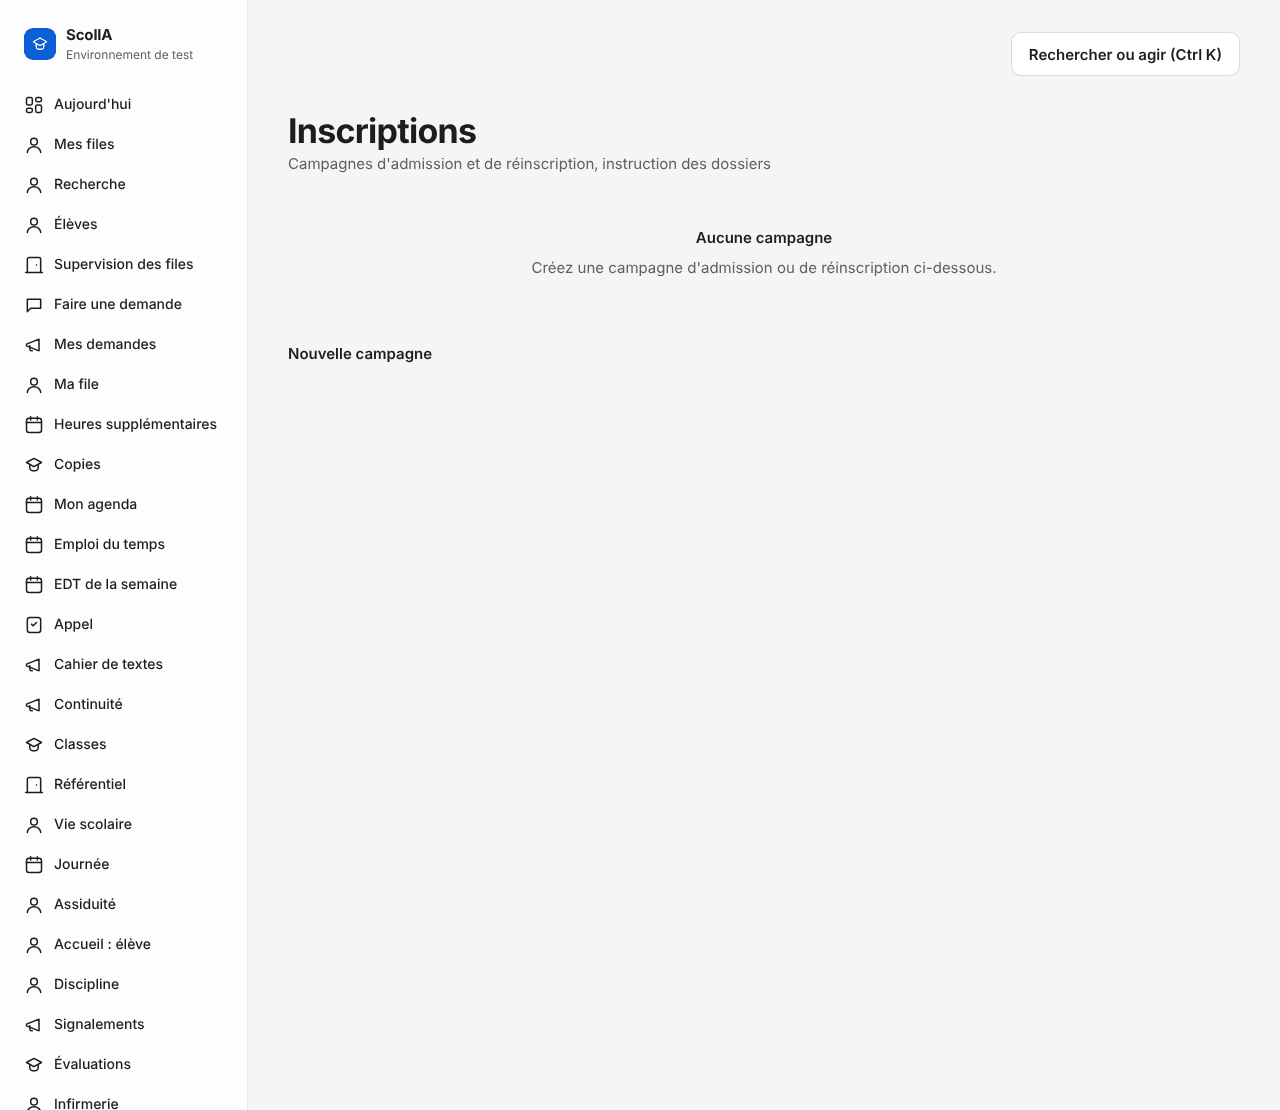 ScolIA
Environnement de test
Aujourd'hui
Mes files
Recherche
Élèves
Supervision des files
Faire une demande
Mes demandes
Ma file
Heures supplémentaires
Copies
Mon agenda
Emploi du temps
EDT de la semaine
Appel
Cahier de textes
Continuité
Classes
Référentiel
Vie scolaire
Journée
Assiduité
Accueil : élève
Discipline
Signalements
Évaluations
Infirmerie
Rechercher ou agir (Ctrl K)
Inscriptions
Campagnes d'admission et de réinscription, instruction des dossiers
Aucune campagne
Créez une campagne d'admission ou de réinscription ci-dessous.
Nouvelle campagne